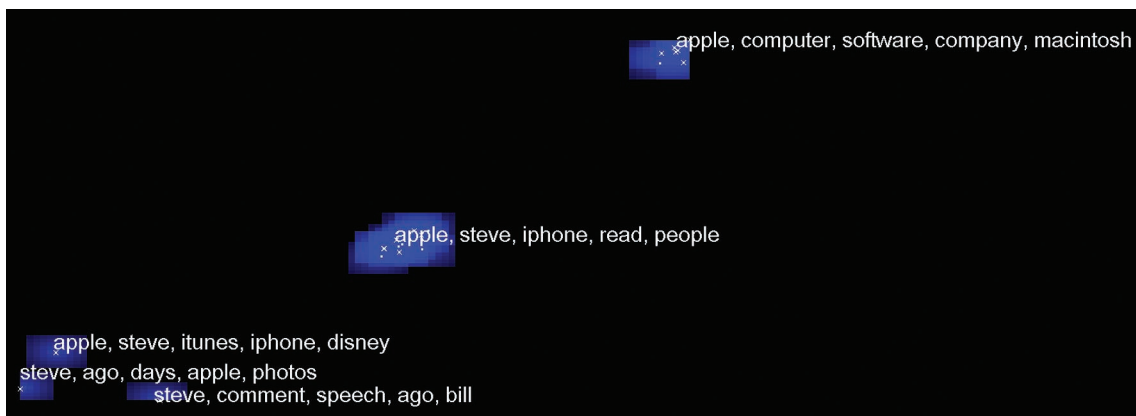 apple, computer, software, company, macintosh
apple, steve, iphone, read, people
apple, steve, itunes, iphone, disney
steve, ago, days, apple, photos
steve, comment, speech, ago, bill